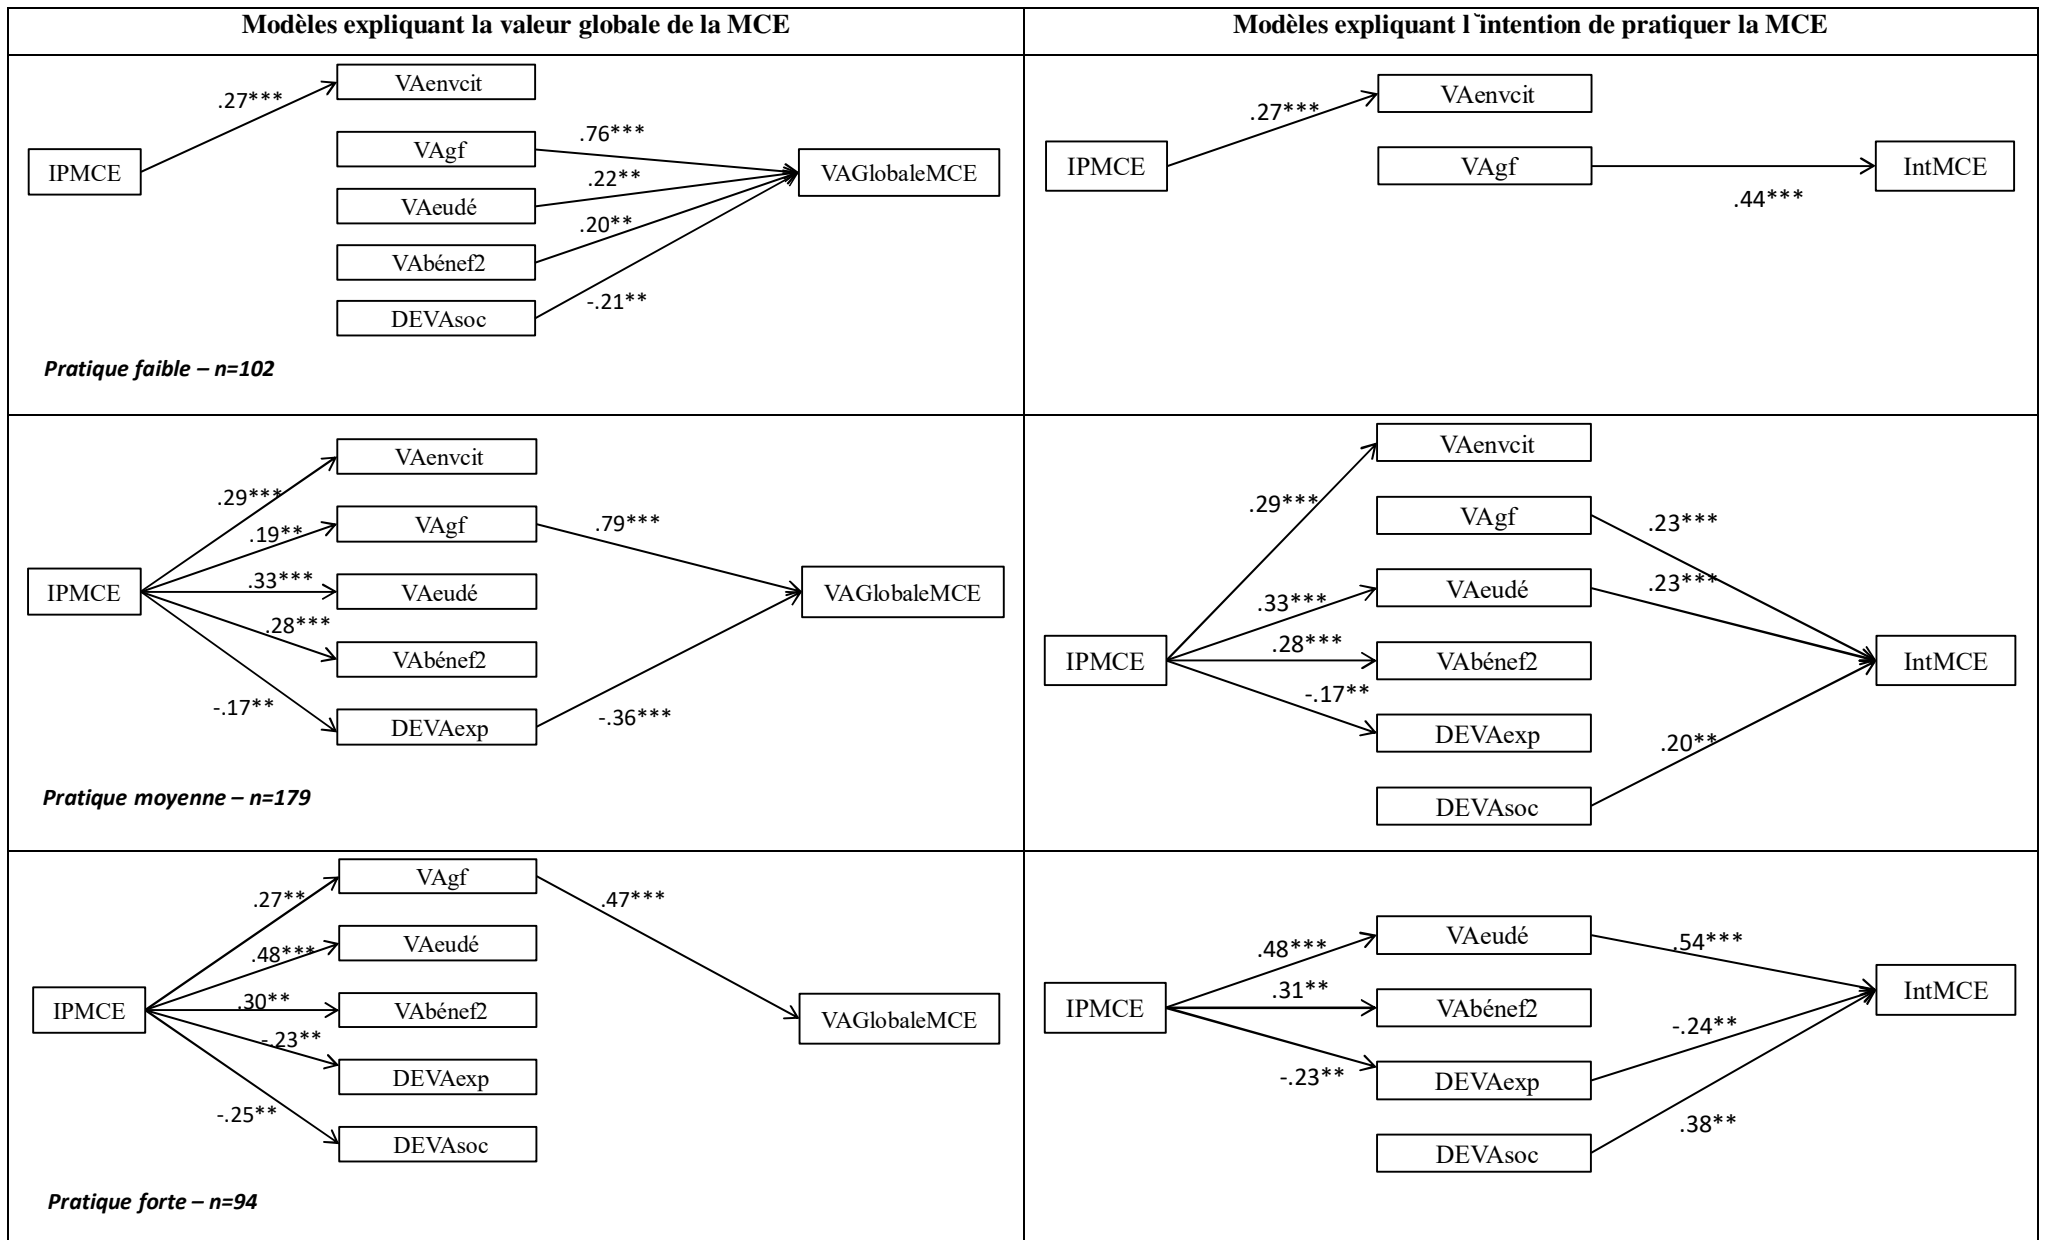 Modèles expliquant la valeur globale de la MCE
Modèles expliquant l`intention de pratiquer la MCE
VAenvcit
.27***
VAgf
.76***
IPMCE
VAGlobaleMCE
.22**
VAeudé
.20**
VAbénef2
-.21**
DEVAsoc
Pratique faible – n=102
VAenvcit
.27***
IPMCE
VAgf
IntMCE
.44***
VAenvcit
.29***
VAgf
.79***
.19**
.33***
IPMCE
VAeudé
VAGlobaleMCE
.28***
VAbénef2
-.17**
-.36***
DEVAexp
Pratique moyenne – n=179
VAenvcit
.29***
VAgf
.23***
.23***
VAeudé
.33***
.28***
IPMCE
VAbénef2
IntMCE
-.17**
DEVAexp
.20**
DEVAsoc
VAgf
.27**
.47***
VAeudé
.48***
.30**
IPMCE
VAbénef2
VAGlobaleMCE
-.23**
DEVAexp
-.25**
DEVAsoc
Pratique forte – n=94
VAeudé
.54***
.48***
.31**
IPMCE
VAbénef2
IntMCE
-.24**
-.23**
DEVAexp
.38**
DEVAsoc